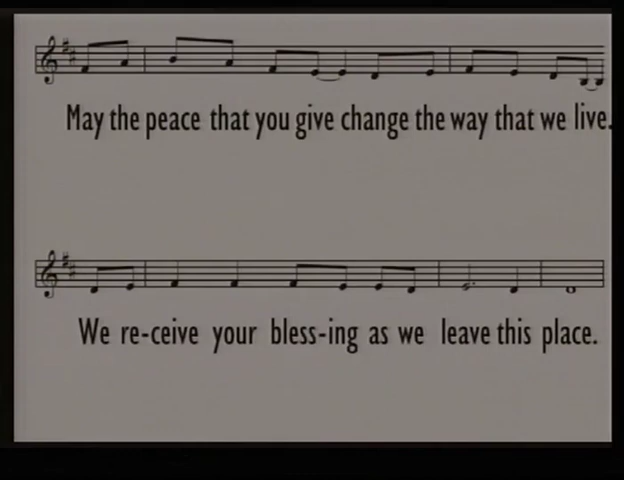 May the peace that you give change the way that we live.
We re-ceive your bless-ing as we leave this place.